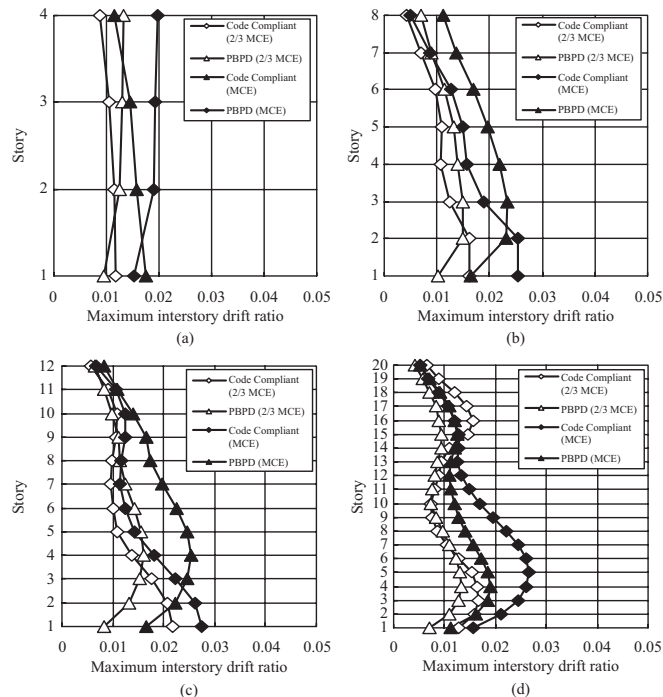 4
3
2
1
Story
0 0.01 0.02 0.03 0.04 0.05
Maximum interstory drift ratio
(a)
Code Compliant
(2/3 MCE)
PBPD (2/3 MCE)
Code Compliant
(MCE)
PBPD (MCE)
8
7
6
5
4
3
2
1
Story
0 0.01 0.02 0.03 0.04 0.05
Maximum interstory drift ratio
(b)
Code Compliant
(2/3 MCE)
PBPD (2/3 MCE)
Code Compliant
(MCE)
PBPD (MCE)
12
11
10
9
8
7
6
5
4
3
2
1
Story
0 0.01 0.02 0.03 0.04 0.05
Maximum interstory drift ratio
(c)
Code Compliant
(2/3 MCE)
PBPD (2/3 MCE)
Code Compliant
(MCE)
PBPD (MCE)
20
19
18
17
16
15
14
13
12
11
10
9
8
7
6
5
4
3
2
1
Story
0 0.01 0.02 0.03 0.04 0.05
Maximum interstory drift ratio
(d)
Code Compliant
(2/3 MCE)
PBPD (2/3 MCE)
Code Compliant
(MCE)
PBPD (MCE)